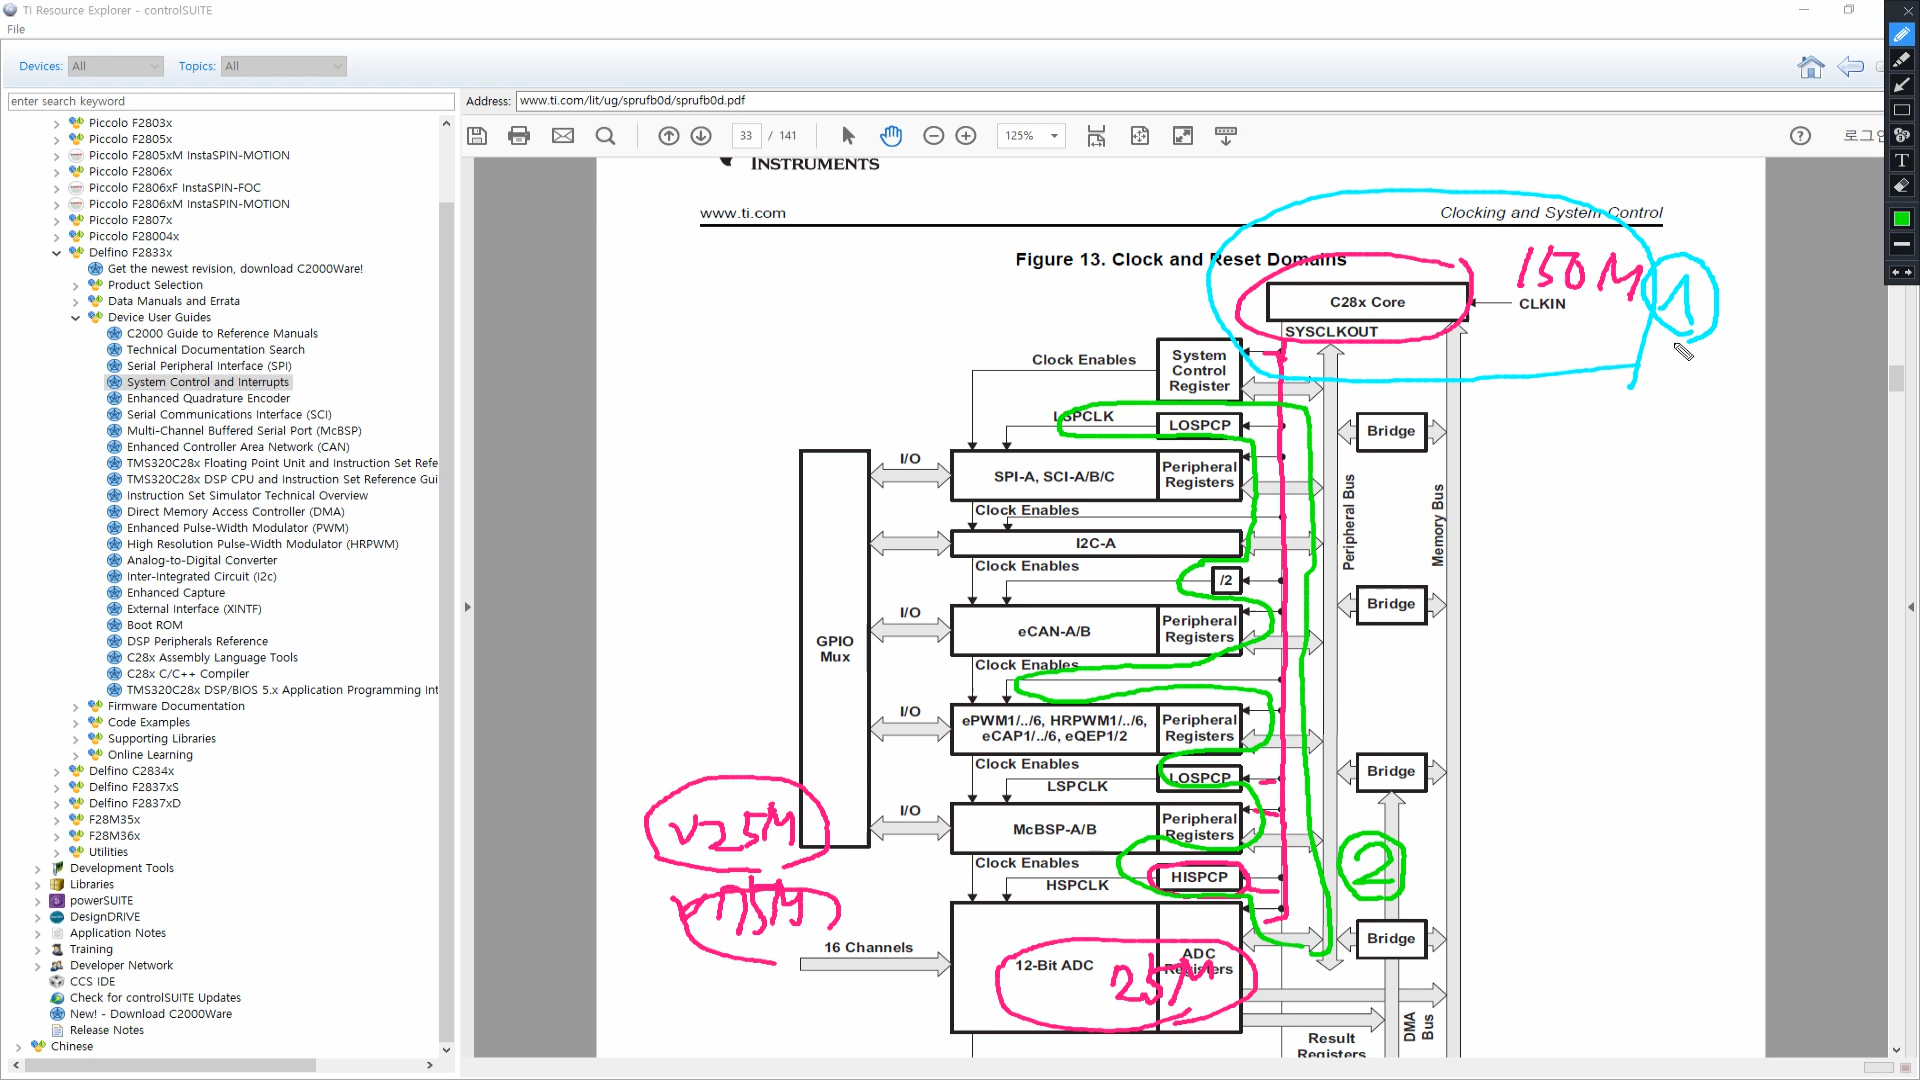 TI Resource Explorer - controlSUITE
File
Devices: All Topics: All
enter search keyword
Address: www.ti.com/lit/ug/sprufb0d/sprufb0d.pdf
33 / 141 125%
로그인
Piccolo F2803x
Piccolo F2805x
Piccolo F2805xM InstaSPIN-MOTION
Piccolo F2806x
Piccolo F2806xF InstaSPIN-FOC
Piccolo F2806xM InstaSPIN-MOTION
Piccolo F2807x
Piccolo F28004x
Delfino F2833x
Get the newest revision, download C2000Ware!
Product Selection
Data Manuals and Errata
Device User Guides
C2000 Guide to Reference Manuals
Technical Documentation Search
Serial Peripheral Interface (SPI)
System Control and Interrupts
Enhanced Quadrature Encoder
Serial Communications Interface (SCI)
Multi-Channel Buffered Serial Port (McBSP)
Enhanced Controller Area Network (CAN)
TMS320C28x Floating Point Unit and Instruction Set Refe
TMS320C28x DSP CPU and Instruction Set Reference Gui
Instruction Set Simulator Technical Overview
Direct Memory Access Controller (DMA)
Enhanced Pulse-Width Modulator (PWM)
High Resolution Pulse-Width Modulator (HRPWM)
Analog-to-Digital Converter
Inter-Integrated Circuit (I2c)
Enhanced Capture
External Interface (XINTF)
Boot ROM
DSP Peripherals Reference
C28x Assembly Language Tools
C28x C/C++ Compiler
TMS320C28x DSP/BIOS 5.x Application Programming Int
Firmware Documentation
Code Examples
Supporting Libraries
Online Learning
Delfino C2834x
Delfino F2837xS
Delfino F2837xD
F28M35x
F28M36x
Utilities
Development Tools
Libraries
powerSUITE
DesignDRIVE
Application Notes
Training
Developer Network
CCS IDE
Check for controlSUITE Updates
New! - Download C2000Ware
Release Notes
Chinese
INSTRUMENTS
www.ti.com Clocking and System Control
Figure 13. Clock and Reset Domains
150M 1
C28x Core
CLKIN
SYSCLKOUT
Clock Enables
System
Control
Register
LSPCLK
LOSPCP
Bridge
I/O
SPI-A, SCI-A/B/C
Peripheral
Registers
Peripheral Bus
Memory Bus
Clock Enables
I2C-A
Clock Enables
/2
Bridge
I/O
eCAN-A/B
Peripheral
Registers
GPIO
Mux
Clock Enables
I/O
ePWM1/../6, HRPWM1/../6,
eCAP1/../6, eQEP1/2
Peripheral
Registers
Clock Enables
LSPCLK
LOSPCP
Bridge
I/O
McBSP-A/B
Peripheral
Registers
25M
2
Clock Enables
HSPCLK
HISPCP
75M
16 Channels
12-Bit ADC
ADC
Registers
25M
Bridge
DMA
Bus
Result
Registers